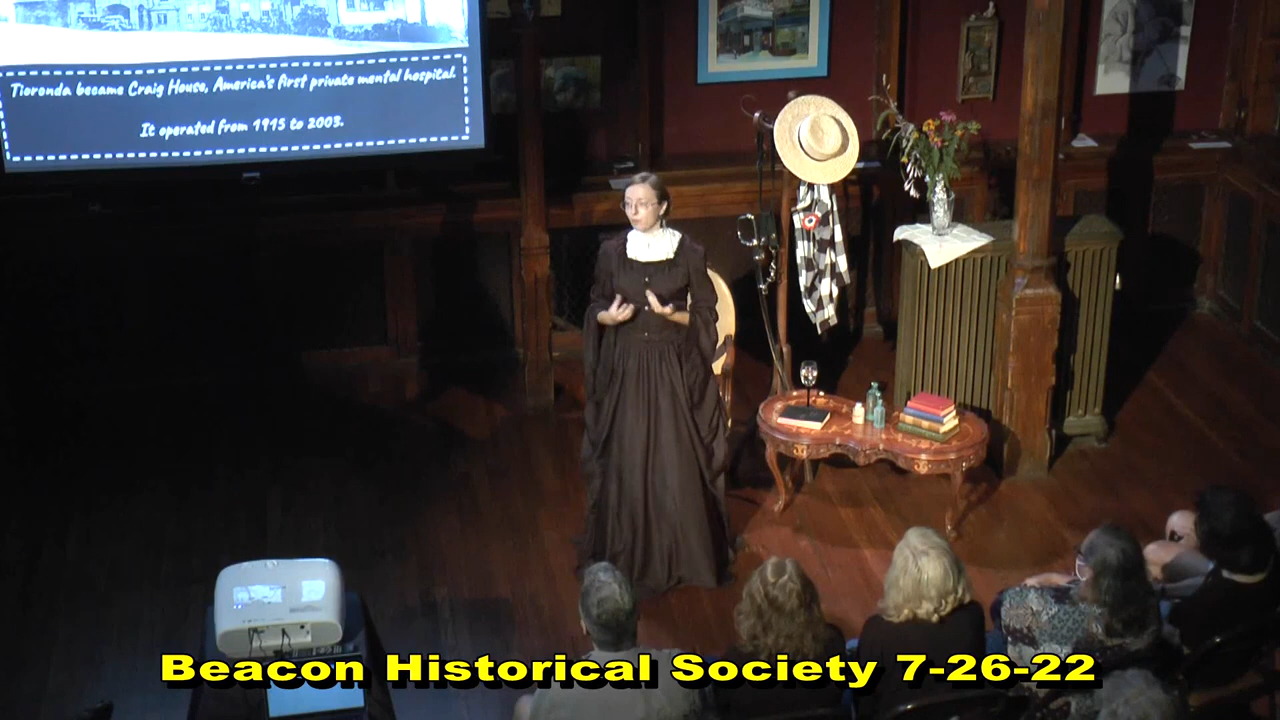 Tioronda became Craig House, America's first private mental hospital.
It operated from 1915 to 2003.
Beacon Historical Society 7-26-22